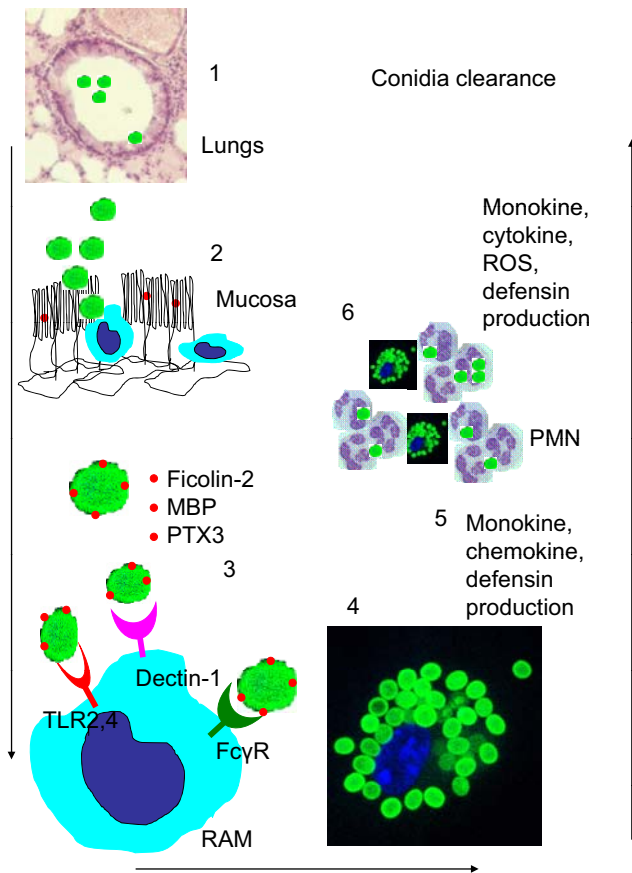 1
Lungs
2
Mucosa
Ficolin-2
MBP
PTX3
3
Dectin-1
TLR2,4
FcγR
RAM
4
5
Monokine,
chemokine,
defensin
production
6
PMN
Monokine,
cytokine,
ROS,
defensin
production
Conidia clearance